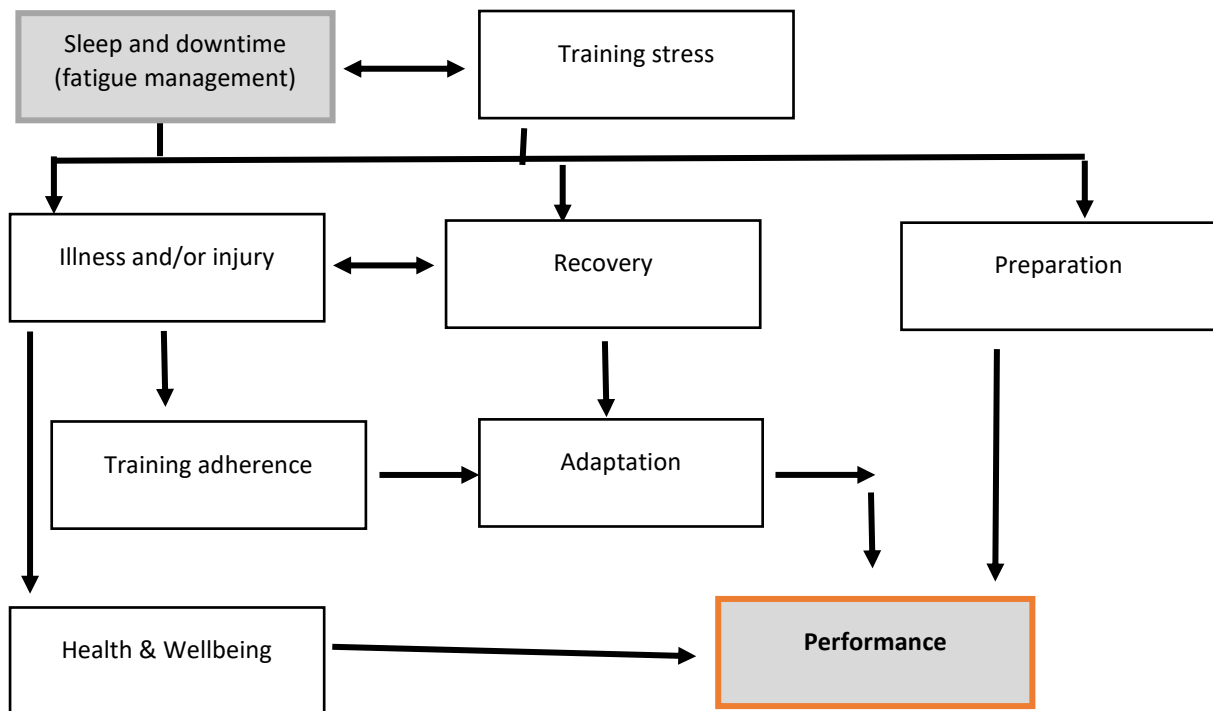 Sleep and downtime
(fatigue management)
Training stress
Illness and/or injury
Recovery
Preparation
Training adherence
Adaptation
Health & Wellbeing
Performance